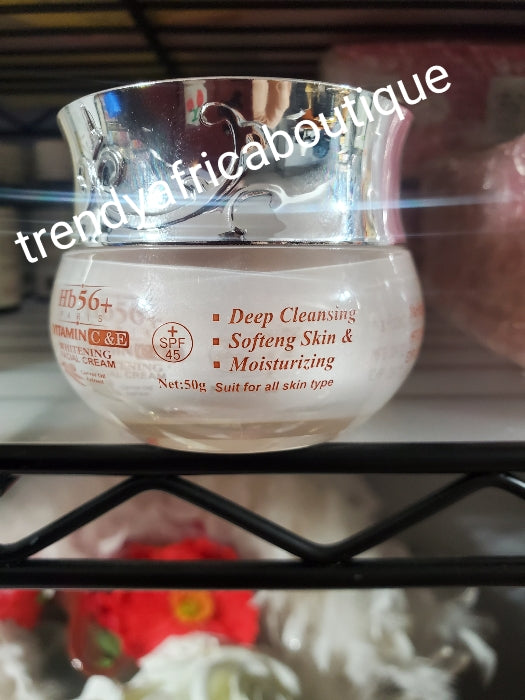 trendyafricaboutique
Hb56+
PARIS
VITAMIN C & E
WHITENING
FACIAL CREAM
+
SPF
45
Deep Cleansing
Softeng Skin &
Moisturizing
Net:50g Suit for all skin type